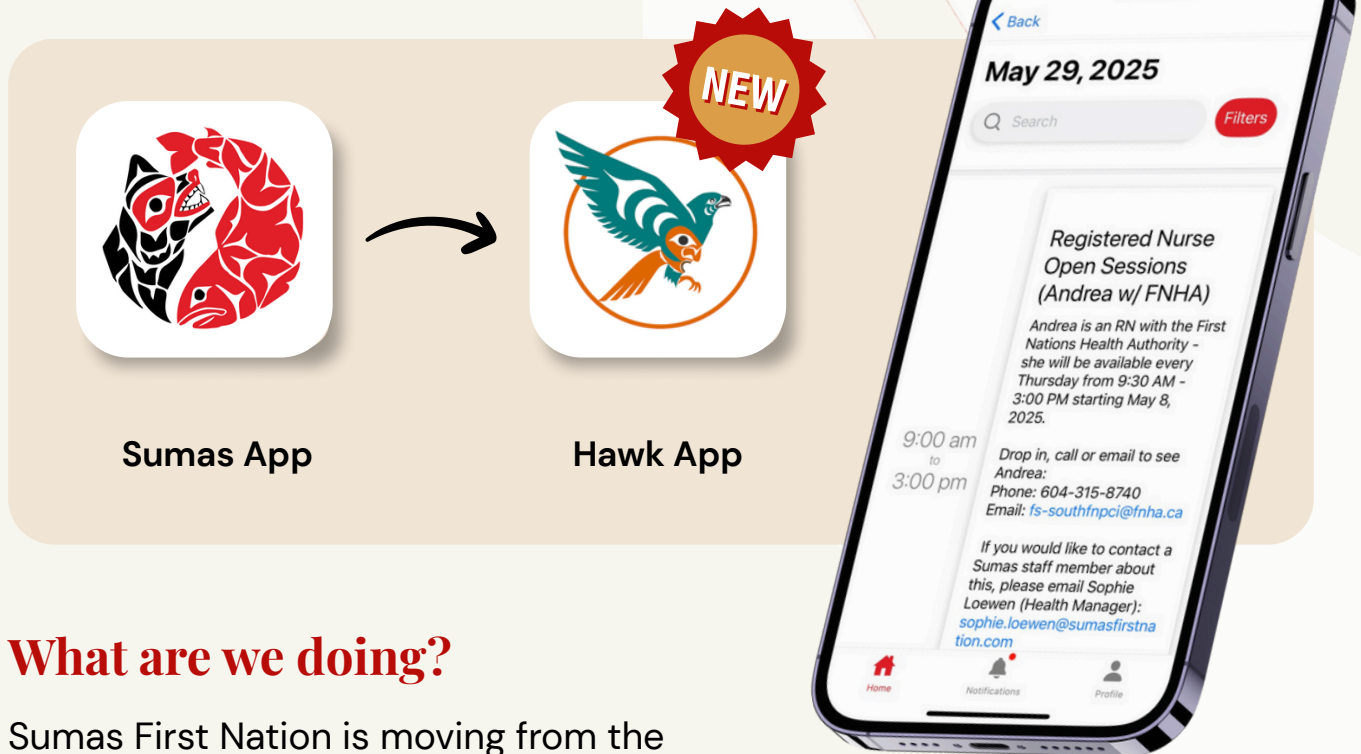 NEW
Sumas App
Hawk App
Back
May 29, 2025
Search
Filters
9:00 am
to
3:00 pm
Registered Nurse
Open Sessions
(Andrea w/ FNHA)
Andrea is an RN with the First
Nations Health Authority -
she will be available every
Thursday from 9:30 AM -
3:00 PM starting May 8,
2025.
Drop in, call or email to see
Andrea:
Phone: 604-315-8740
Email: fs-southfnpci@fnha.ca
If you would like to contact a
Sumas staff member about
this, please email Sophie
Loewen (Health Manager):
sophie.loewen@sumasfirstna
tion.com
Home
Notifications
Profile
What are we doing?
Sumas First Nation is moving from the